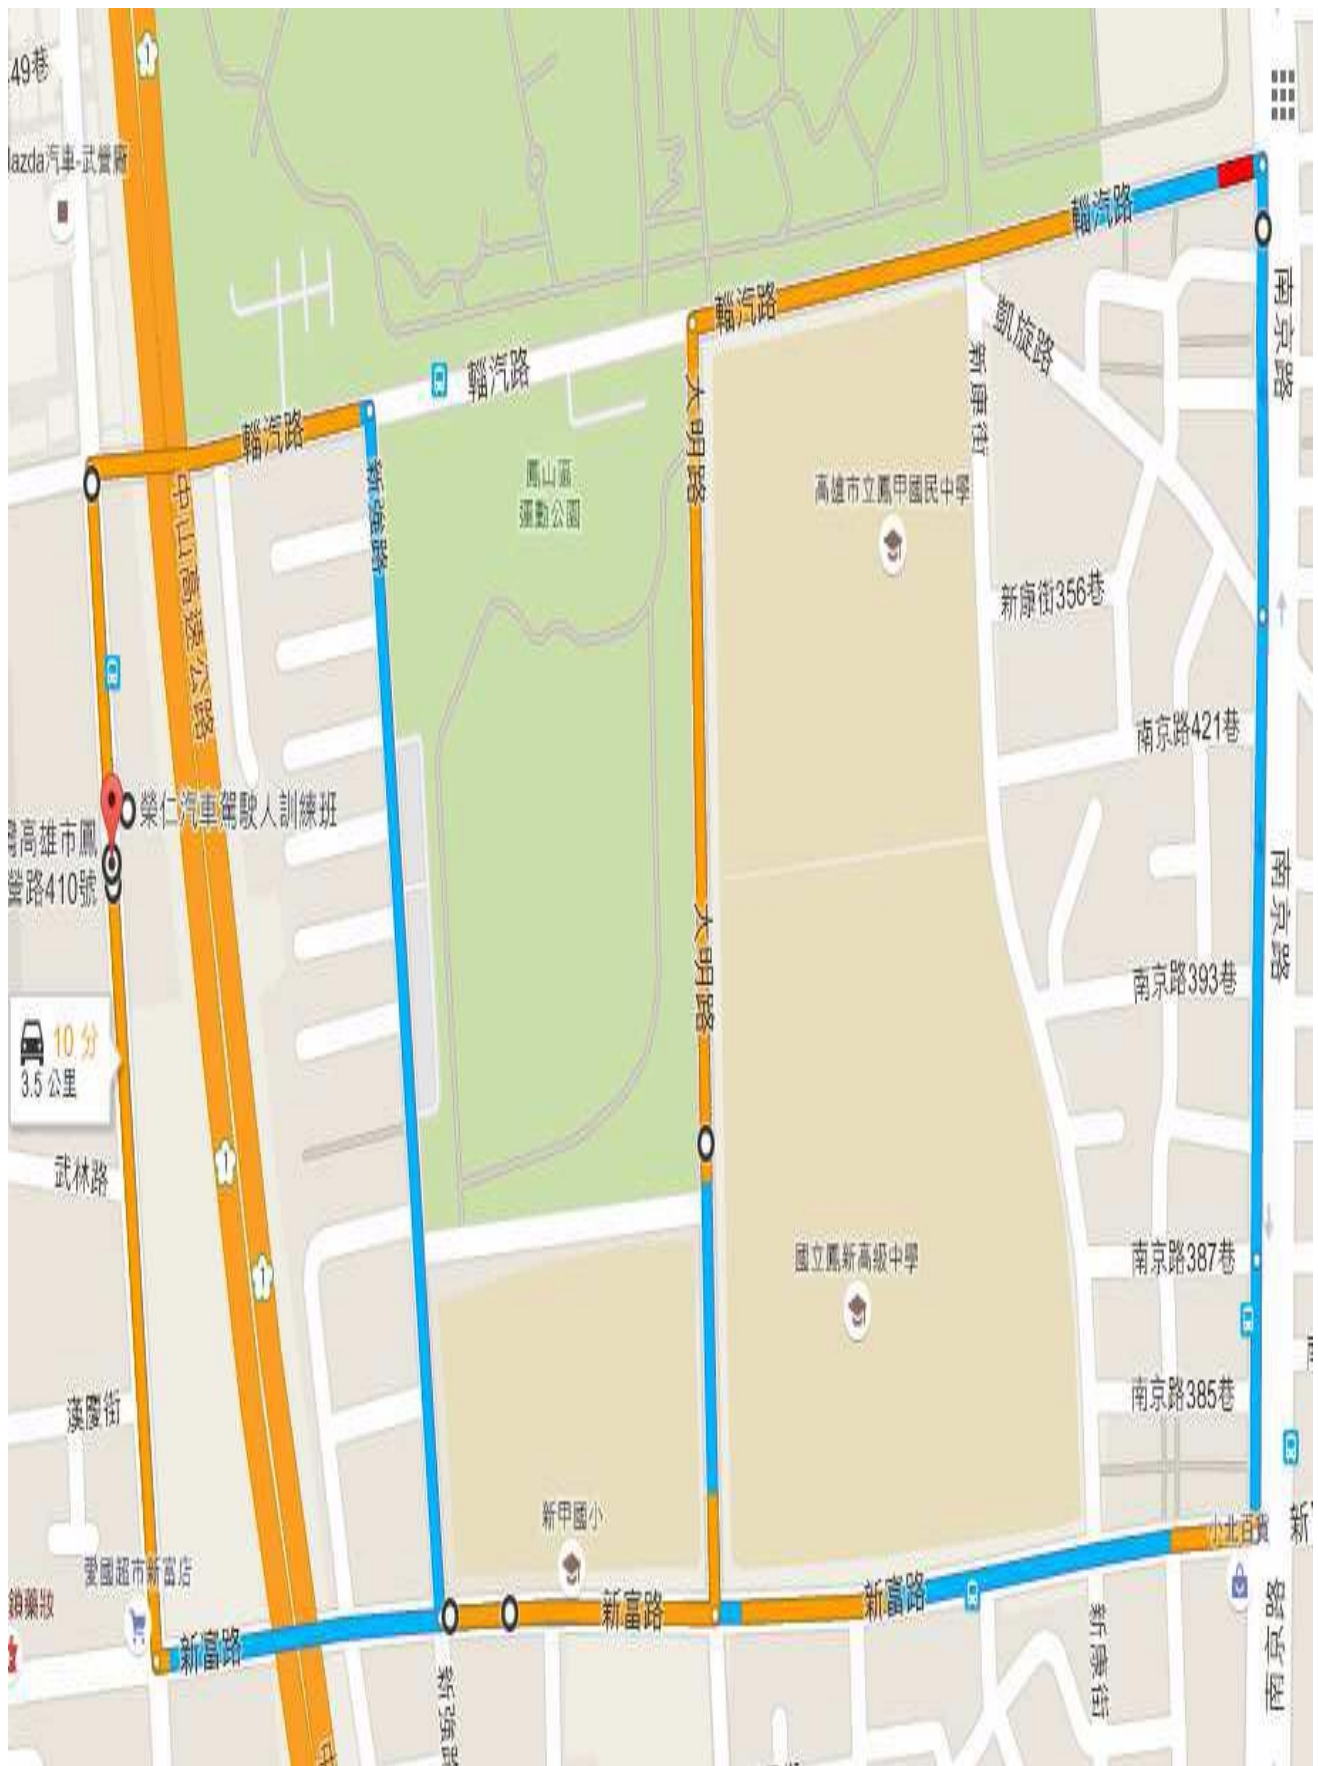 49巷
azda汽車-武營廠
輜汽路
輜汽路
輜汽路
輜汽路
南京路
凱旋路
新康街
大明路
新強路
鳳山區
運動公園
高雄市立鳳甲國民中學
中山高速公路
新康街356巷
南京路421巷
榮仁汽車駕駛人訓練班
高雄市鳳
路410號
南京路
大明路
南京路393巷
10 分
3.5 公里
武林路
1
1
1
國立鳳新高級中學
南京路387巷
南京路385巷
漢慶街
新甲國小
小北百貨
新
愛國超市新富店
藥妝
新富路
新富路
新富路
新康街
南京路
新強路